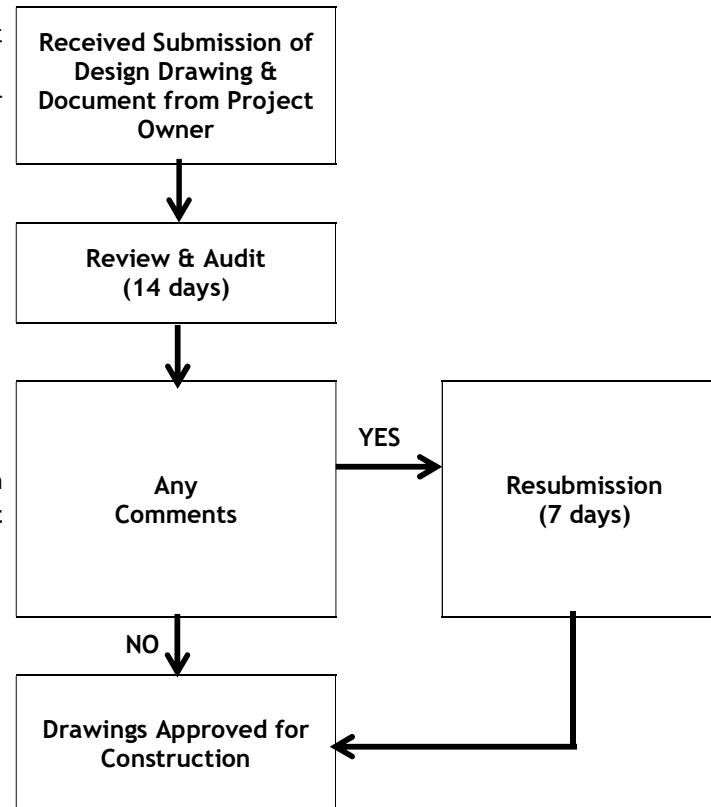 Received Submission of
Design Drawing &
Document from Project
Owner
Review & Audit
(14 days)
Any
Comments
YES
Resubmission
(7 days)
NO
Drawings Approved for
Construction